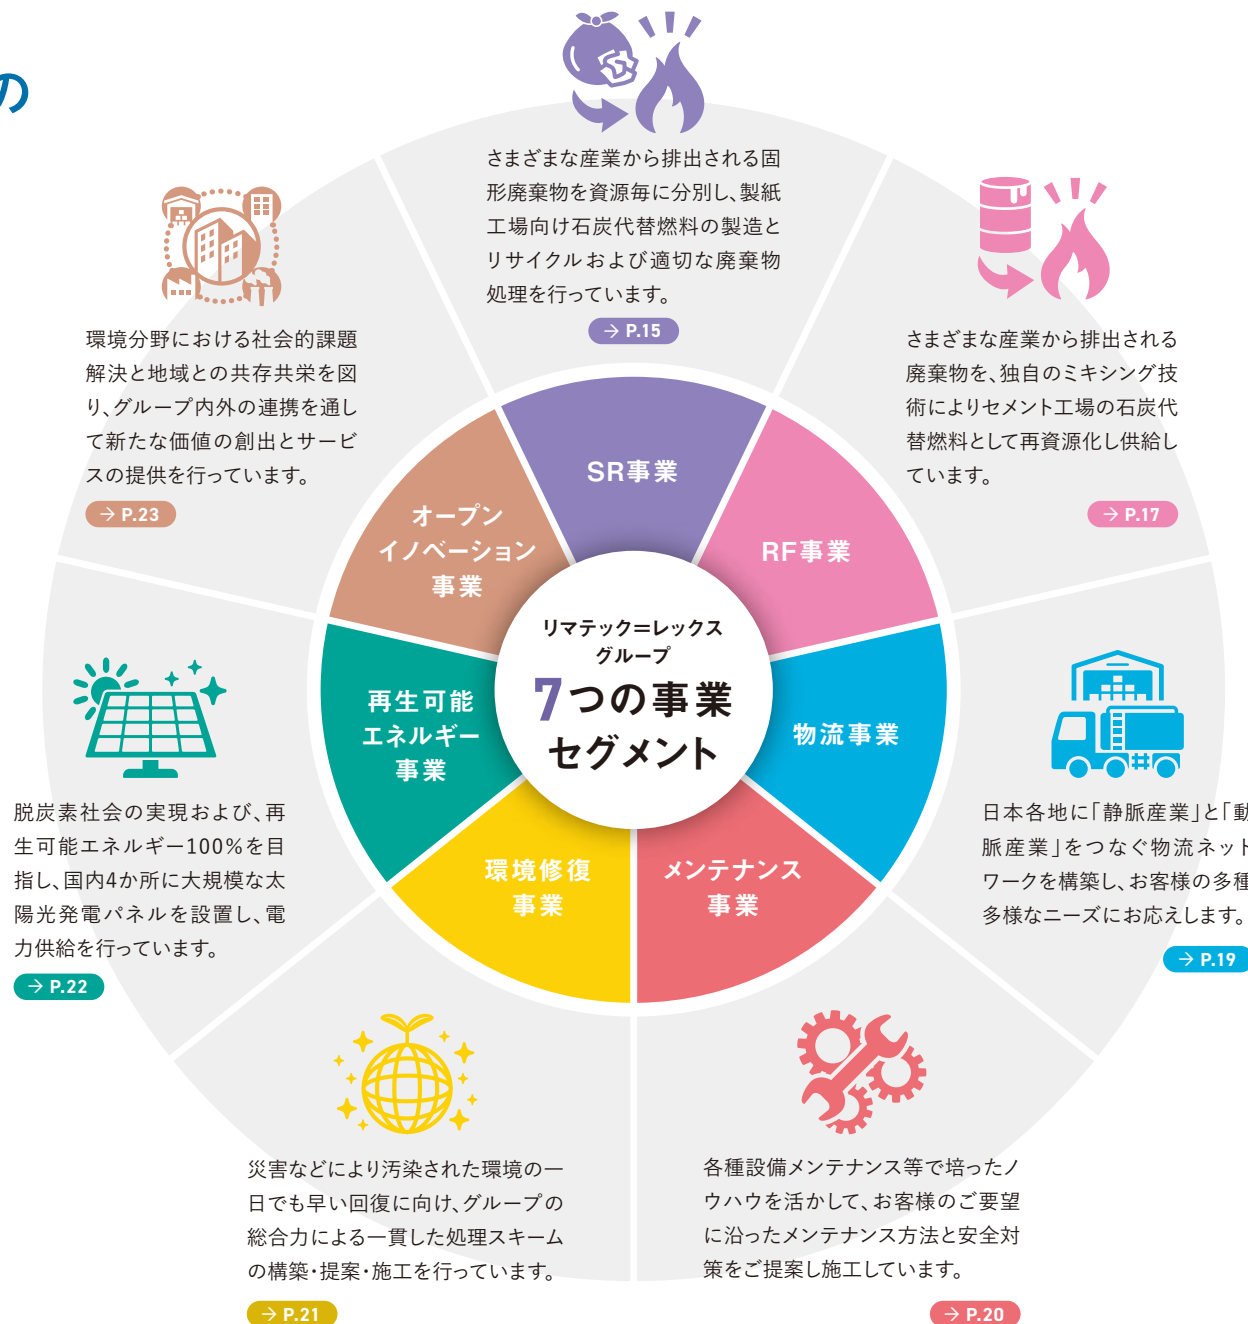 の
さまざまな産業から排出される固
形廃棄物を資源毎に分別し、製紙
工場向け石炭代替燃料の製造と
リサイクルおよび適切な廃棄物
処理を行っています。
→ P.15
さまざまな産業から排出される
廃棄物を、独自のミキシング技
術によりセメント工場の石炭代
替燃料として再資源化し供給し
ています。
→ P.17
日本各地に「静脈産業」と「動
脈産業」をつなぐ物流ネット
ワークを構築し、お客様の多種
多様なニーズにお応えします。
→ P.19
各種設備メンテナンス等で培ったノ
ウハウを活かして、お客様のご要望
に沿ったメンテナンス方法と安全対
策をご提案し施工しています。
→ P.20
災害などにより汚染された環境の一
日でも早い回復に向け、グループの
総合力による一貫した処理スキーム
の構築・提案・施工を行っています。
→ P.21
脱炭素社会の実現および、再
生可能エネルギー100%を目
指し、国内4か所に大規模な太
陽光発電パネルを設置し、電
力供給を行っています。
→ P.22
環境分野における社会的課題
解決と地域との共存共栄を図
り、グループ内外の連携を通し
て新たな価値の創出とサービ
スの提供を行っています。
→ P.23
SR事業
RF事業
物流事業
メンテナンス
事業
環境修復
事業
再生可能
エネルギー
事業
オープン
イノベーション
事業
リマテック=レックス
グループ
7つの事業
セグメント